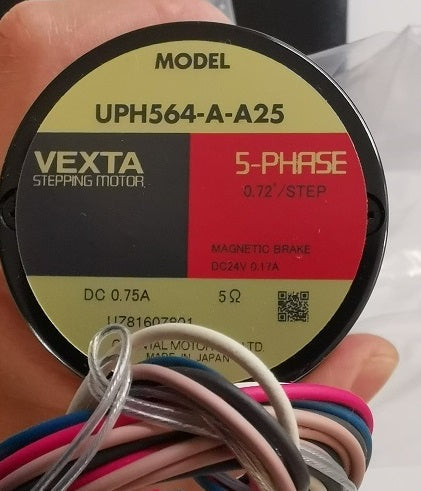 MODEL
UPH564-A-A25
VEXTA
STEPPING MOTOR
5-PHASE
0.72°/STEP
MAGNETIC BRAKE
DC24V 0.17A
DC 0.75A 5Ω
MADE IN JAPAN